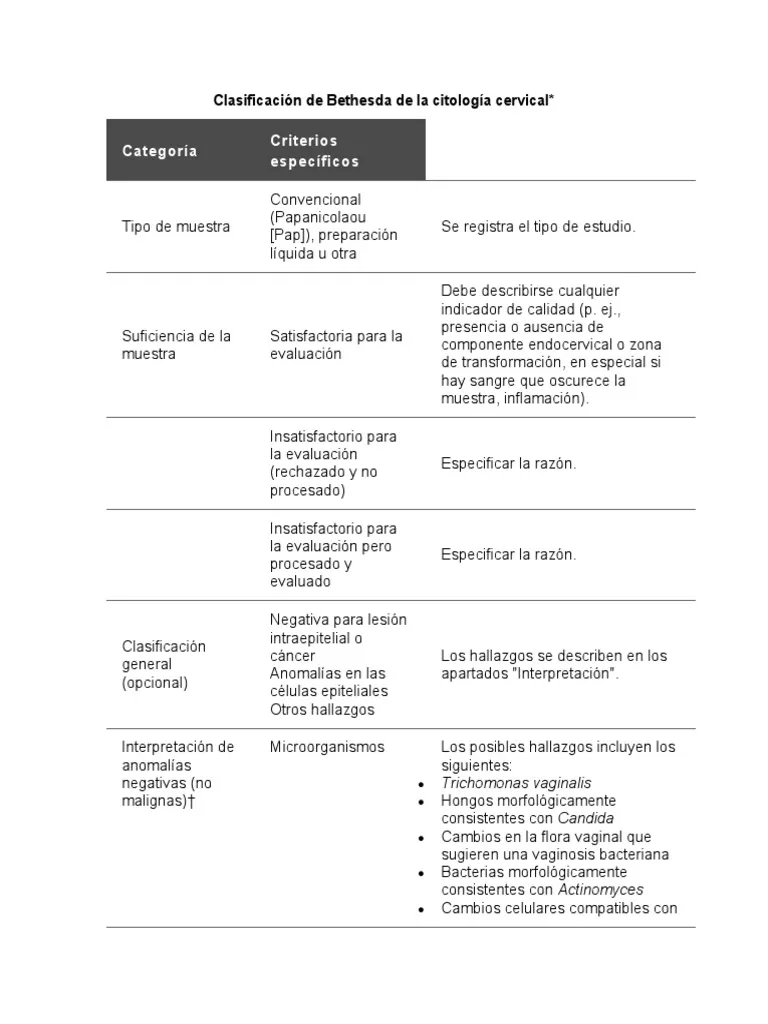 Clasificación de Bethesda de la citología cervical*
Categoría
Criterios
específicos
Tipo de muestra
Convencional
(Papanicolaou
[Pap]), preparación
líquida u otra
Se registra el tipo de estudio.
Suficiencia de la
muestra
Satisfactoria para la
evaluación
Debe describirse cualquier
indicador de calidad (p. ej.,
presencia o ausencia de
componente endocervical o zona
de transformación, en especial si
hay sangre que oscurece la
muestra, inflamación).
Insatisfactorio para
la evaluación
(rechazado y no
procesado)
Especificar la razón.
Insatisfactorio para
la evaluación pero
procesado y
evaluado
Especificar la razón.
Clasificación
general
(opcional)
Negativa para lesión
intraepitelial o
cáncer
Anomalías en las
células epiteliales
Otros hallazgos
Los hallazgos se describen en los
apartados "Interpretación".
Interpretación de
anomalías
negativas (no
malignas)†
Microorganismos
Los posibles hallazgos incluyen los
siguientes:
• Trichomonas vaginalis
• Hongos morfológicamente
consistentes con Candida
• Cambios en la flora vaginal que
sugieren una vaginosis bacteriana
• Bacterias morfológicamente
consistentes con Actinomyces
• Cambios celulares compatibles con